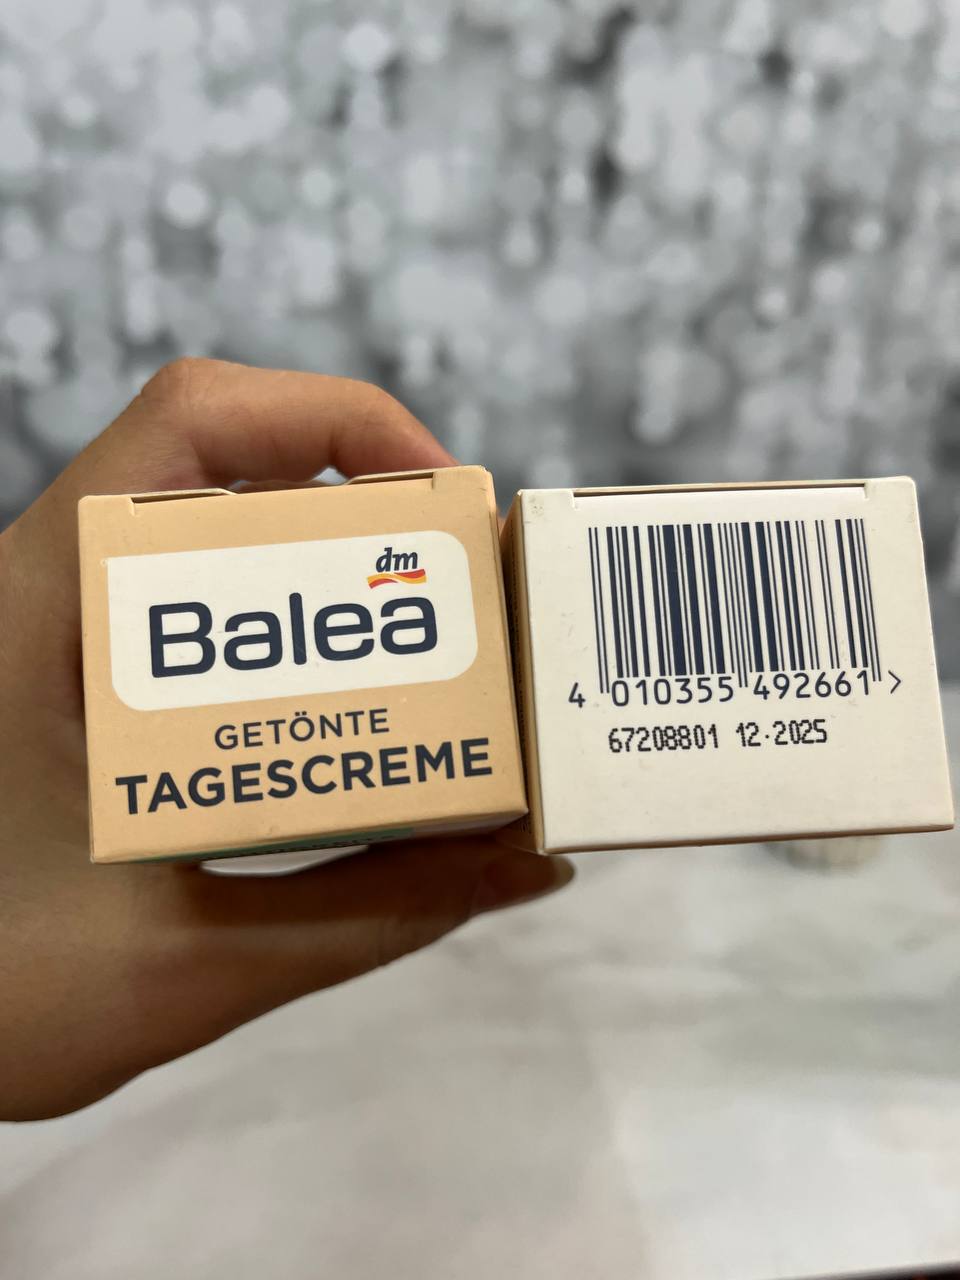 dm
Balea
GETÖNTE
TAGESCREME
4 010355 492661 >
67208801 12·2025